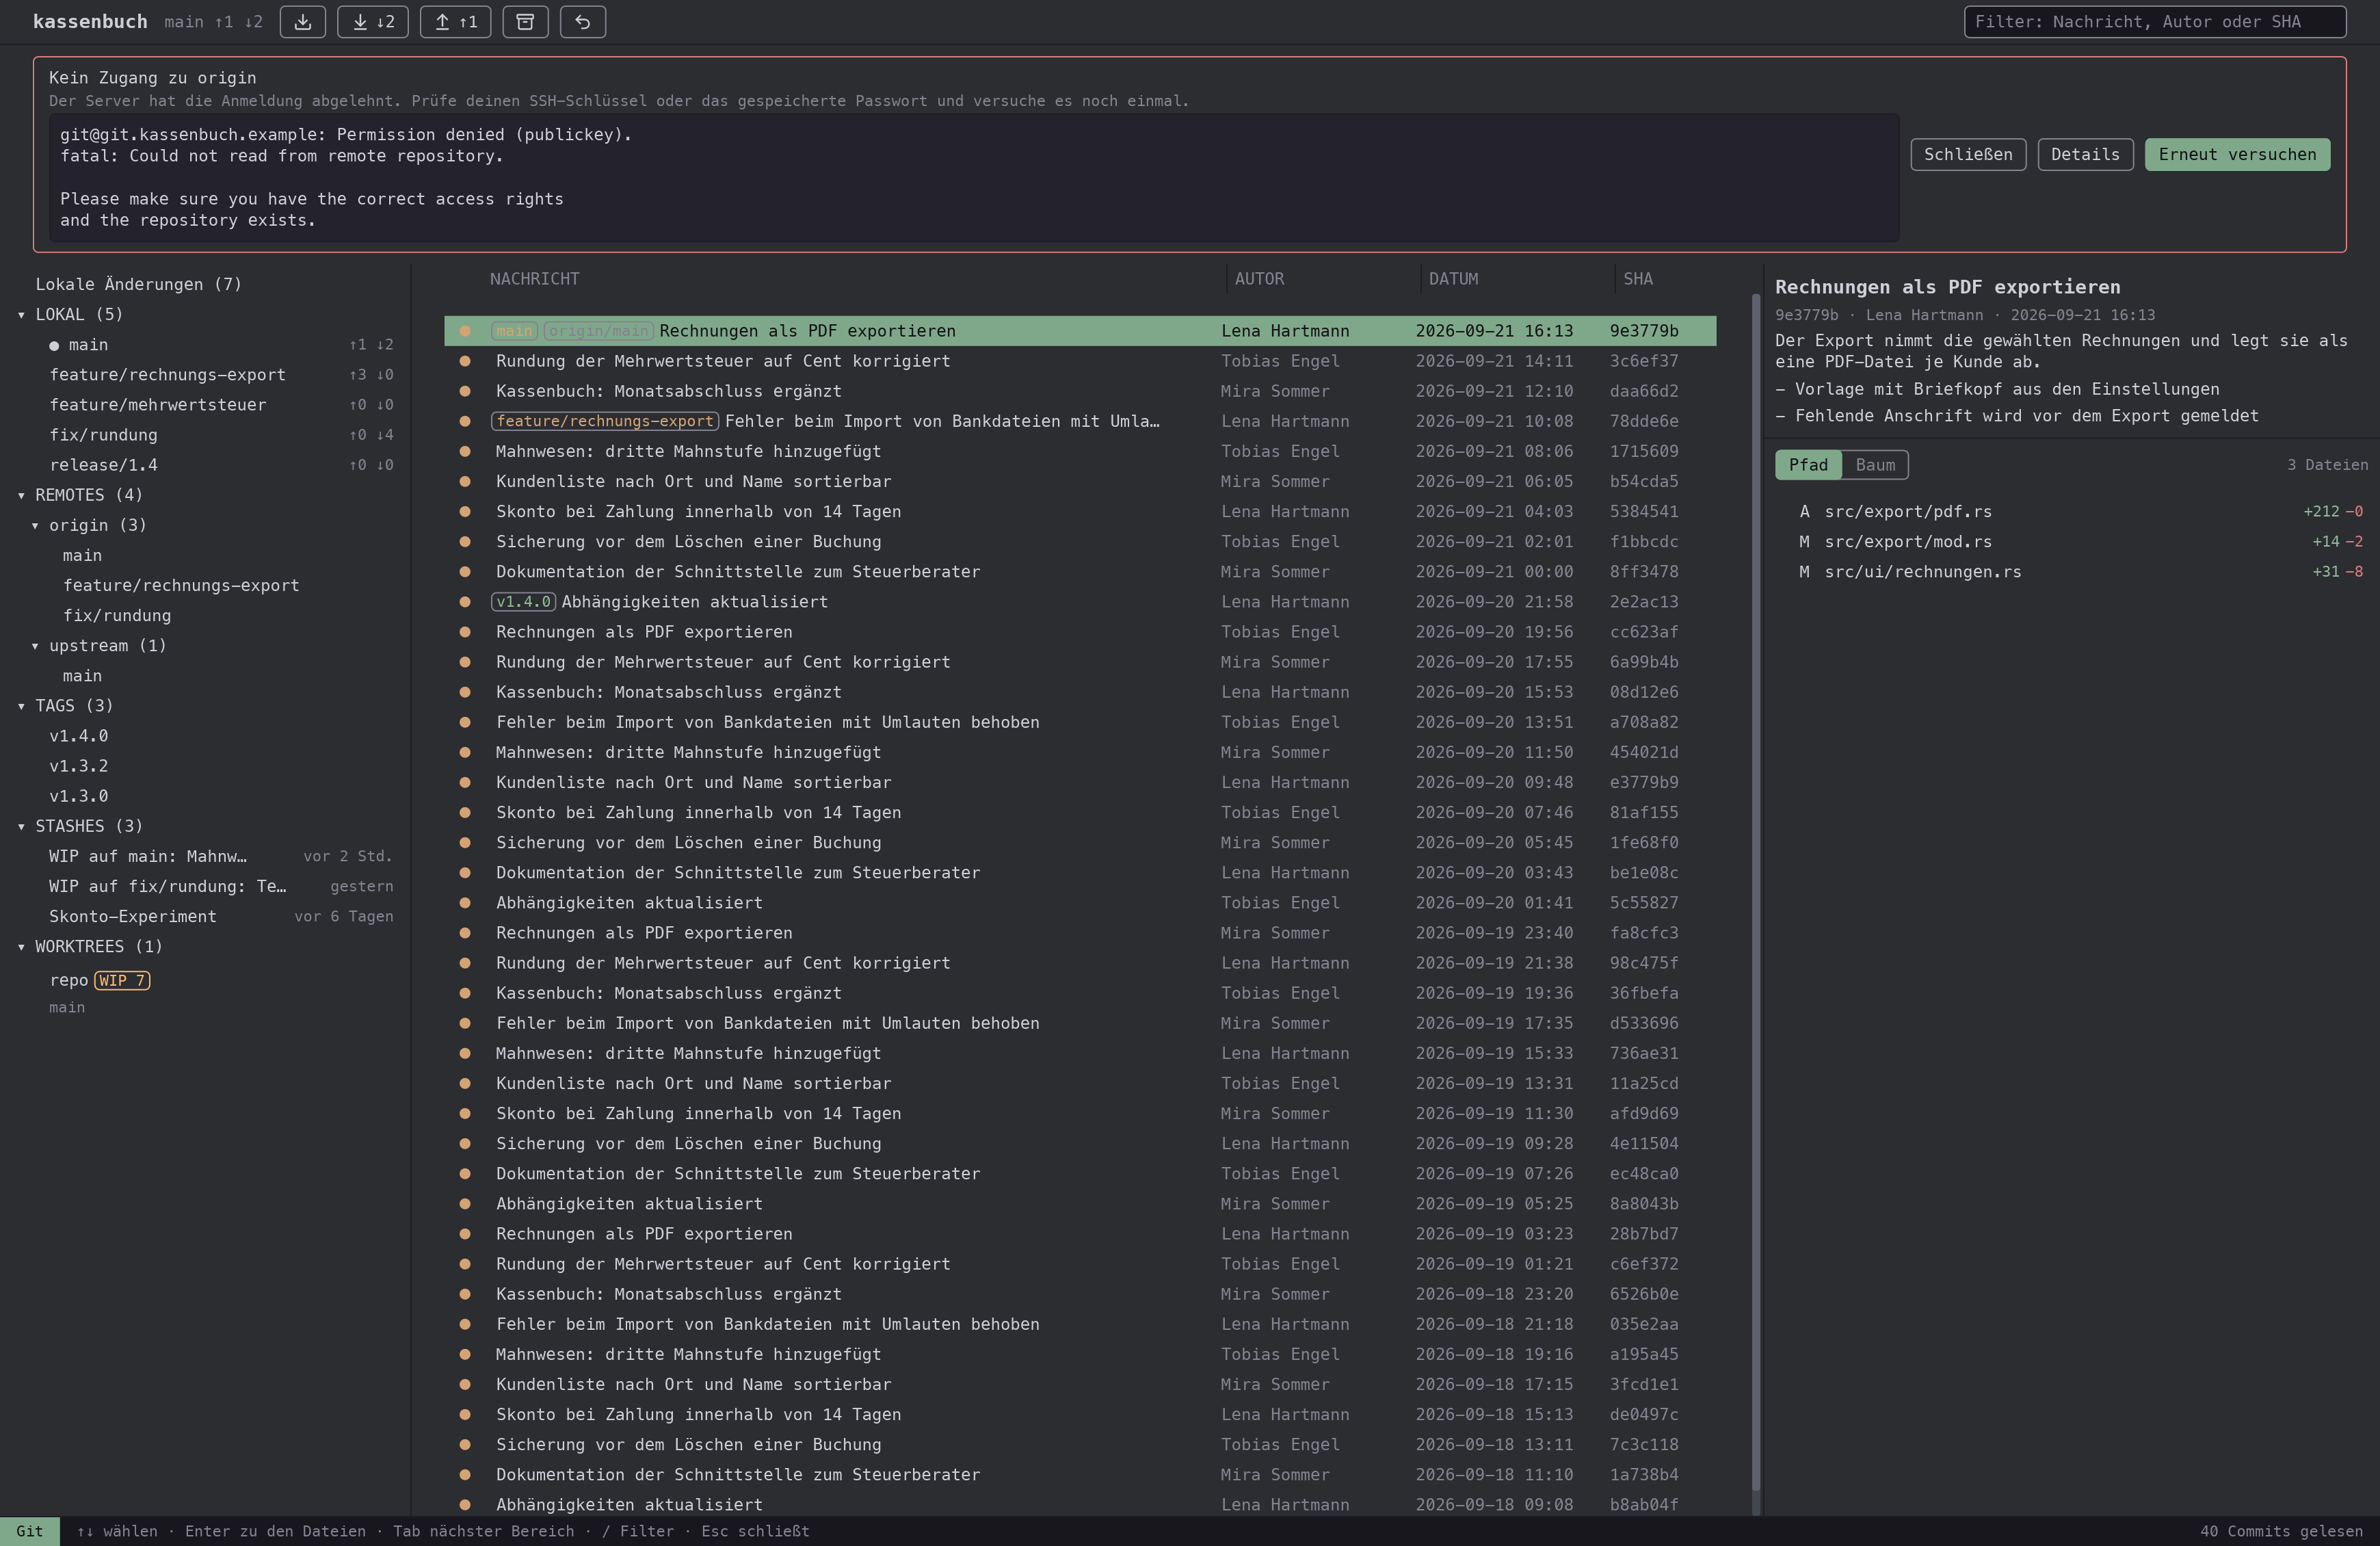 kassenbuch main ↑1 ↓2 ↓2 ↑1 Filter: Nachricht, Autor oder SHA
Kein Zugang zu origin
Der Server hat die Anmeldung abgelehnt. Prüfe deinen SSH-Schlüssel oder das gespeicherte Passwort und versuche es noch einmal.
git@git.kassenbuch.example: Permission denied (publickey).
fatal: Could not read from remote repository.
Please make sure you have the correct access rights
and the repository exists.
Schließen Details Erneut versuchen
Lokale Änderungen (7)
▾ LOKAL (5)
● main ↑1 ↓2
feature/rechnungs-export ↑3 ↓0
feature/mehrwertsteuer ↑0 ↓0
fix/rundung ↑0 ↓4
release/1.4 ↑0 ↓0
▾ REMOTES (4)
▾ origin (3)
main
feature/rechnungs-export
fix/rundung
▾ upstream (1)
main
▾ TAGS (3)
v1.4.0
v1.3.2
v1.3.0
▾ STASHES (3)
WIP auf main: Mahnw… vor 2 Std.
WIP auf fix/rundung: Te… gestern
Skonto-Experiment vor 6 Tagen
▾ WORKTREES (1)
repo WIP 7
main
NACHRICHT AUTOR DATUM SHA
main origin/main Rechnungen als PDF exportieren Lena Hartmann 2026-09-21 16:13 9e3779b
Rundung der Mehrwertsteuer auf Cent korrigiert Tobias Engel 2026-09-21 14:11 3c6ef37
Kassenbuch: Monatsabschluss ergänzt Mira Sommer 2026-09-21 12:10 daa66d2
feature/rechnungs-export Fehler beim Import von Bankdateien mit Umla… Lena Hartmann 2026-09-21 10:08 78dde6e
Mahnwesen: dritte Mahnstufe hinzugefügt Tobias Engel 2026-09-21 08:06 1715609
Kundenliste nach Ort und Name sortierbar Mira Sommer 2026-09-21 06:05 b54cda5
Skonto bei Zahlung innerhalb von 14 Tagen Lena Hartmann 2026-09-21 04:03 5384541
Sicherung vor dem Löschen einer Buchung Tobias Engel 2026-09-21 02:01 f1bbcdc
Dokumentation der Schnittstelle zum Steuerberater Mira Sommer 2026-09-21 00:00 8ff3478
v1.4.0 Abhängigkeiten aktualisiert Lena Hartmann 2026-09-20 21:58 2e2ac13
Rechnungen als PDF exportieren Tobias Engel 2026-09-20 19:56 cc623af
Rundung der Mehrwertsteuer auf Cent korrigiert Mira Sommer 2026-09-20 17:55 6a99b4b
Kassenbuch: Monatsabschluss ergänzt Lena Hartmann 2026-09-20 15:53 08d12e6
Fehler beim Import von Bankdateien mit Umlauten behoben Tobias Engel 2026-09-20 13:51 a708a82
Mahnwesen: dritte Mahnstufe hinzugefügt Mira Sommer 2026-09-20 11:50 454021d
Kundenliste nach Ort und Name sortierbar Lena Hartmann 2026-09-20 09:48 e3779b9
Skonto bei Zahlung innerhalb von 14 Tagen Tobias Engel 2026-09-20 07:46 81af155
Sicherung vor dem Löschen einer Buchung Mira Sommer 2026-09-20 05:45 1fe68f0
Dokumentation der Schnittstelle zum Steuerberater Lena Hartmann 2026-09-20 03:43 be1e08c
Abhängigkeiten aktualisiert Tobias Engel 2026-09-20 01:41 5c55827
Rechnungen als PDF exportieren Mira Sommer 2026-09-19 23:40 fa8cfc3
Rundung der Mehrwertsteuer auf Cent korrigiert Lena Hartmann 2026-09-19 21:38 98c475f
Kassenbuch: Monatsabschluss ergänzt Tobias Engel 2026-09-19 19:36 36fbefa
Fehler beim Import von Bankdateien mit Umlauten behoben Mira Sommer 2026-09-19 17:35 d533696
Mahnwesen: dritte Mahnstufe hinzugefügt Lena Hartmann 2026-09-19 15:33 736ae31
Kundenliste nach Ort und Name sortierbar Tobias Engel 2026-09-19 13:31 11a25cd
Skonto bei Zahlung innerhalb von 14 Tagen Mira Sommer 2026-09-19 11:30 afd9d69
Sicherung vor dem Löschen einer Buchung Lena Hartmann 2026-09-19 09:28 4e11504
Dokumentation der Schnittstelle zum Steuerberater Tobias Engel 2026-09-19 07:26 ec48ca0
Abhängigkeiten aktualisiert Mira Sommer 2026-09-19 05:25 8a8043b
Rechnungen als PDF exportieren Lena Hartmann 2026-09-19 03:23 28b7bd7
Rundung der Mehrwertsteuer auf Cent korrigiert Tobias Engel 2026-09-19 01:21 c6ef372
Kassenbuch: Monatsabschluss ergänzt Mira Sommer 2026-09-18 23:20 6526b0e
Fehler beim Import von Bankdateien mit Umlauten behoben Lena Hartmann 2026-09-18 21:18 035e2aa
Mahnwesen: dritte Mahnstufe hinzugefügt Tobias Engel 2026-09-18 19:16 a195a45
Kundenliste nach Ort und Name sortierbar Mira Sommer 2026-09-18 17:15 3fcd1e1
Skonto bei Zahlung innerhalb von 14 Tagen Lena Hartmann 2026-09-18 15:13 de0497c
Sicherung vor dem Löschen einer Buchung Tobias Engel 2026-09-18 13:11 7c3c118
Dokumentation der Schnittstelle zum Steuerberater Mira Sommer 2026-09-18 11:10 1a738b4
Abhängigkeiten aktualisiert Lena Hartmann 2026-09-18 09:08 b8ab04f
Rechnungen als PDF exportieren
9e3779b · Lena Hartmann · 2026-09-21 16:13
Der Export nimmt die gewählten Rechnungen und legt sie als
eine PDF-Datei je Kunde ab.
- Vorlage mit Briefkopf aus den Einstellungen
- Fehlende Anschrift wird vor dem Export gemeldet
Pfad Baum 3 Dateien
A src/export/pdf.rs +212 −0
M src/export/mod.rs +14 −2
M src/ui/rechnungen.rs +31 −8
Git ↑↓ wählen · Enter zu den Dateien · Tab nächster Bereich · / Filter · Esc schließt 40 Commits gelesen